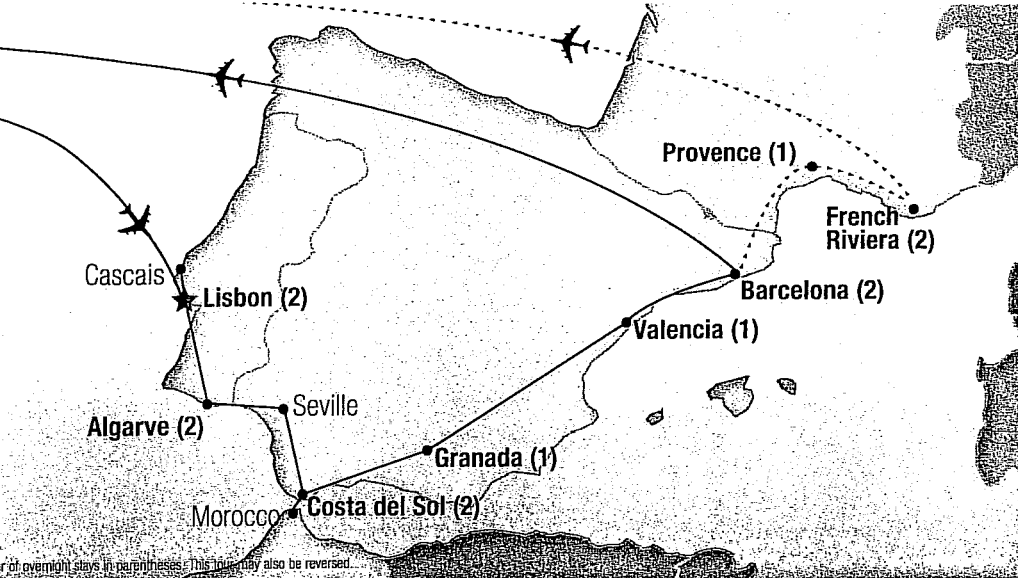 Provence (1)
French
Riviera (2)
Cascais
Lisbon (2)
Barcelona (2)
Valencia (1)
Seville
Algarve (2)
Granada (1)
Costa del Sol (2)
Morocco
r of overnight stays in parentheses. This tour may also be reversed.